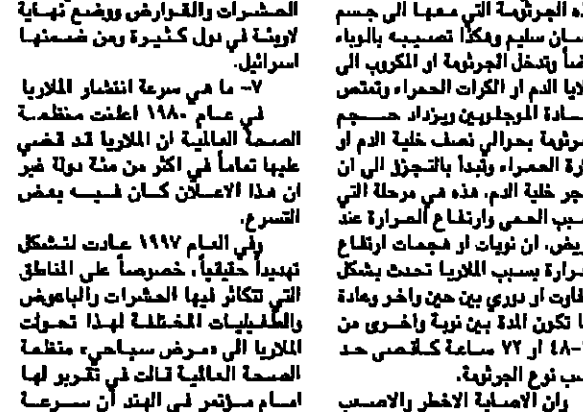 ذه الجرثومة التي معها الى جسم
سان سليم وهكذا تصيبه بالوباء
ضاً وتدخل الجرثومة او المكروب الى
لايا الدم او الكرات الحمراء وتمتص
سادة الموجلوبين ويزداد حجم
رثومة بحوالي نصف خلية الدم او
رة الحمراء وتبدأ بالتجزؤ الى ان
جر خلية الدم. هذه هي مرحلة التي
سبب الحمى وارتفاع الحرارة عند
ريض. ان نوبات او هجمات ارتفاع
رارة بسبب الملاريا تحدث بشكل
فاوت او دوري بين حين واخر وعادة
ا تكون المدة بين نوبة واخرى من
-٤٨ او ٧٢ ساعة كأقصى حد
سب نوع الجرثومة.
وان الاصلية الاخطر والاصعب
الحشرات والقوارض ووضع نهاية
لاوبئة في دول كثيرة ومن ضمنها
اسرائيل.
٧- ما هي سرعة انتشار الملاريا
في عام ١٩٨٠ اعلنت منظمة
الصحة العالمية ان الملاريا قد قضي
عليها تماماً في اكثر من مئة دولة غير
ان هذا الاعلان كان فيه بعض
التسرع.
وفي العام ١٩٩٧ عادت لتشكل
تهديداً حقيقياً، خصوصاً على المناطق
التي تتكاثر فيها الحشرات والباعوض
والطفيليات المختلفة لهذا تحولت
الملاريا الى «مرض سياحي» منظمة
الصحة العالمية قالت في تقرير لها
امام مؤتمر في الهند ان سرعة